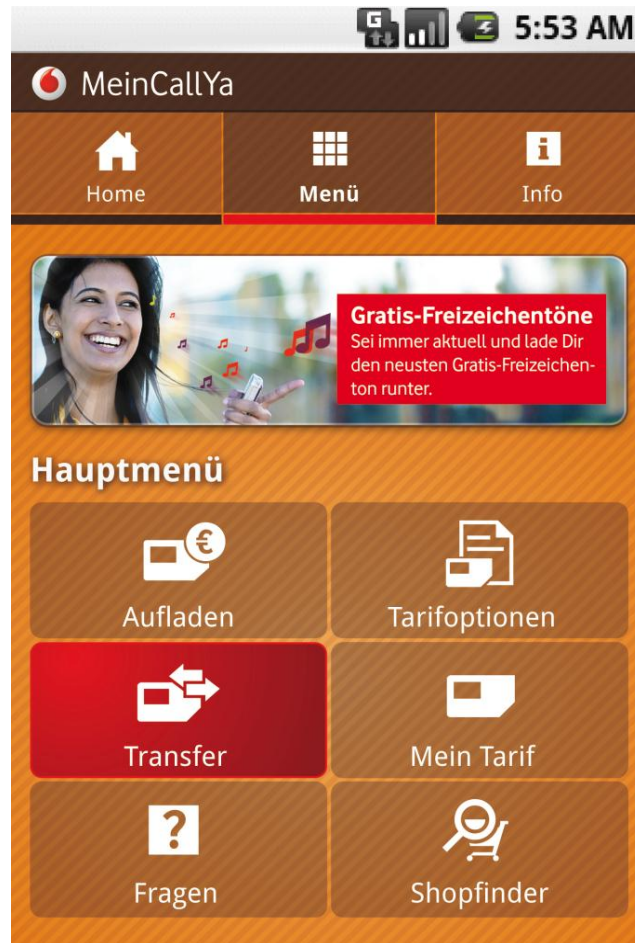 G
5:53 AM
MeinCallYa
Home
Menü
i
Info
Gratis-Freizeichentöne
Sei immer aktuell und lade Dir
den neusten Gratis-Freizeichen-
ton runter.
Hauptmenü
€
Aufladen
Tarifoptionen
Transfer
Mein Tarif
?
Fragen
Shopfinder